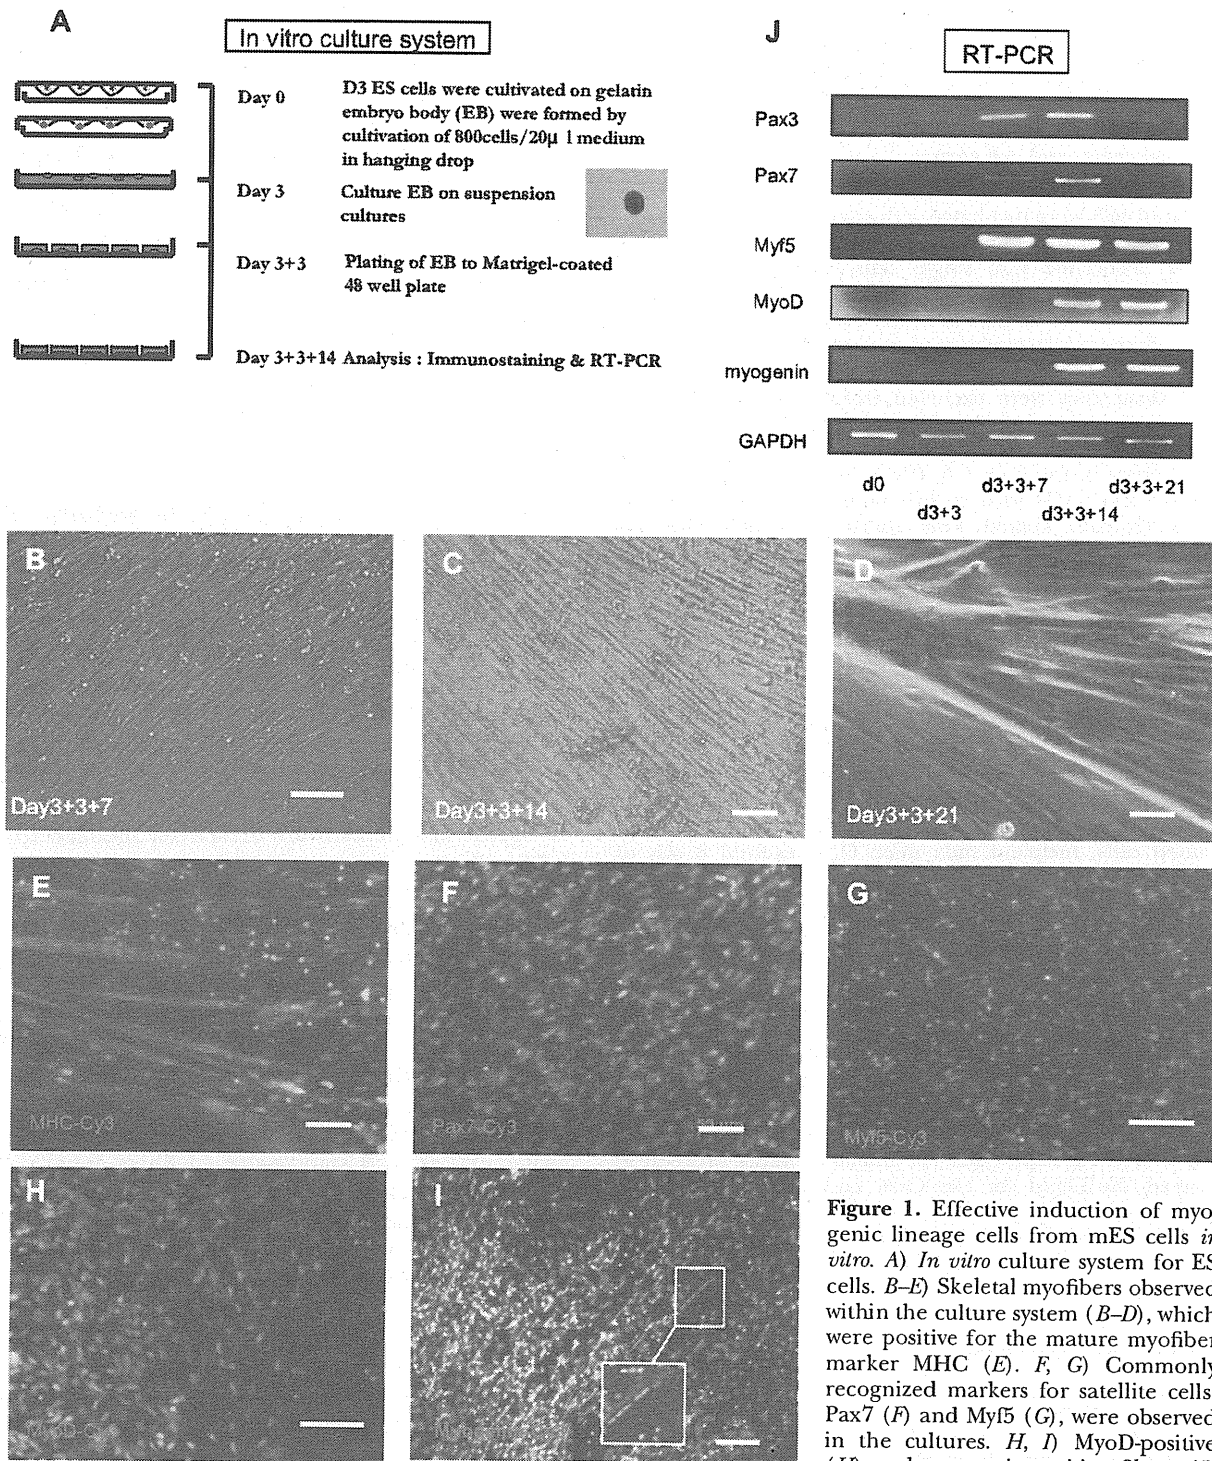 A
In vitro culture system
Day 0
D3 ES cells were cultivated on gelatin
embryo body (EB) were formed by
cultivation of 800cells/20μ l medium
in hanging drop
Day 3
Culture EB on suspension
cultures
Day 3+3
Plating of EB to Matrigel-coated
48 well plate
Day 3+3+14 Analysis : Immunostaining & RT-PCR
J
RT-PCR
Pax3
Pax7
Myf5
MyoD
myogenin
GAPDH
d0
d3+3
d3+3+7
d3+3+14
d3+3+21
B
Day3+3+7
C
Day3+3+14
D
Day3+3+21
E
MHC-Cy3
F
Pax7-Cy3
G
Myf5-Cy3
H
I
Figure 1. Effective induction of myo
genic lineage cells from mES cells in
vitro. A) In vitro culture system for ES
cells. B–E) Skeletal myofibers observed
within the culture system (B–D), which
were positive for the mature myofiber
marker MHC (E). F, G) Commonly
recognized markers for satellite cells
Pax7 (F) and Myf5 (G), were observed
in the cultures. H, I) MyoD-positive